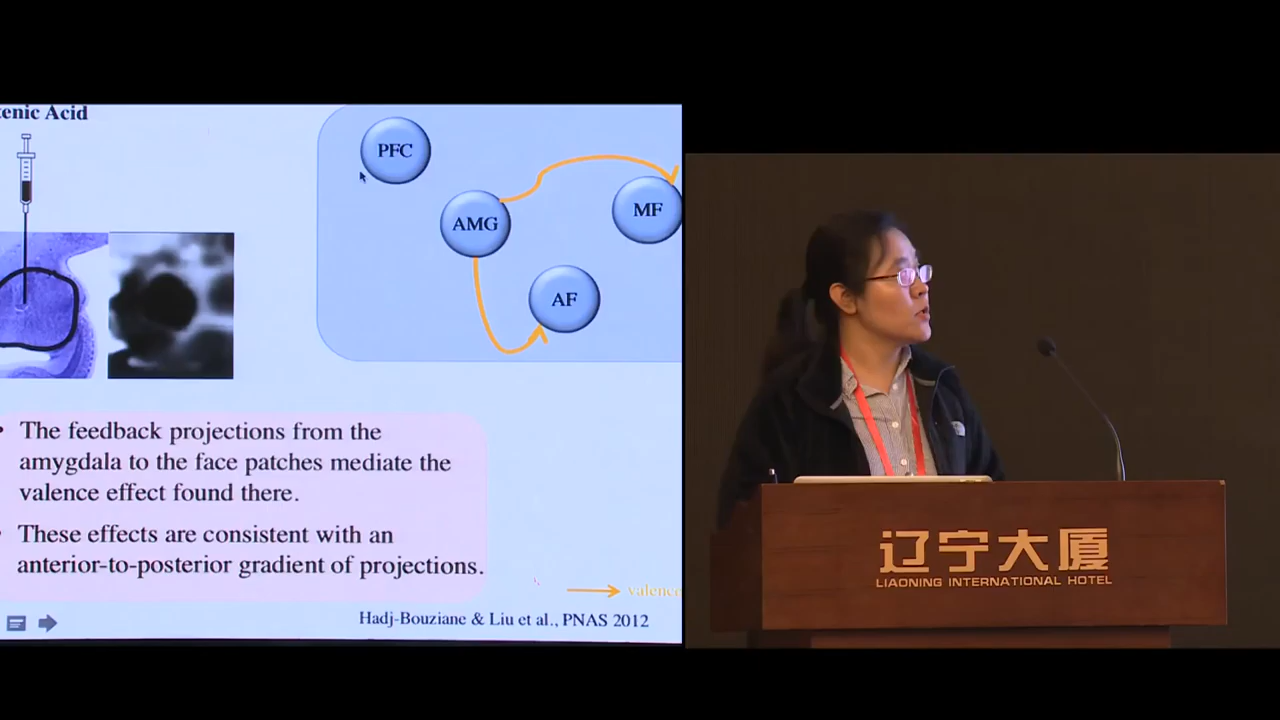 tenic Acid
PFC
AMG
MF
AF
• The feedback projections from the
amygdala to the face patches mediate the
valence effect found there.
• These effects are consistent with an
anterior-to-posterior gradient of projections.
valence
Hadj-Bouziane & Liu et al., PNAS 2012
辽宁大厦
LIAONING INTERNATIONAL HOTEL